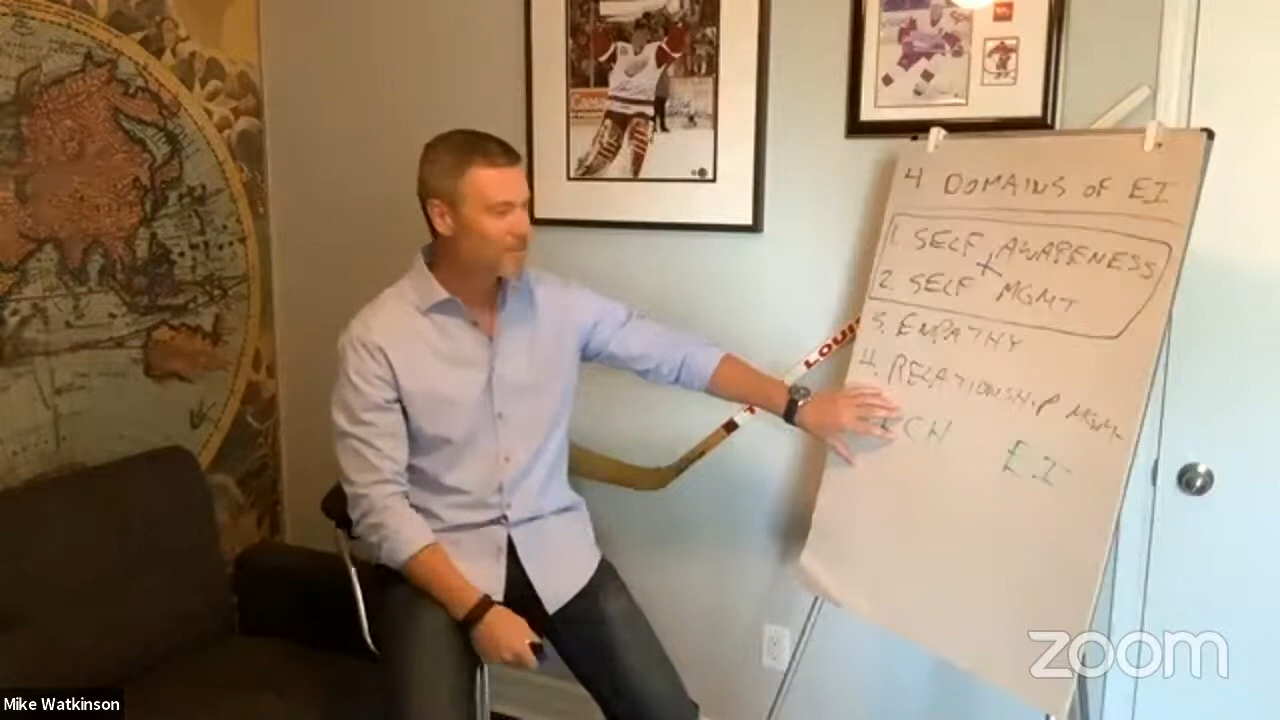 4 DOMAINS OF EI
1. SELF AWARENESS
+
2. SELF MGMT
3. EMPATHY
4. RELATIONSHIP MGMT
EI
LOUI
zoom
Mike Watkinson